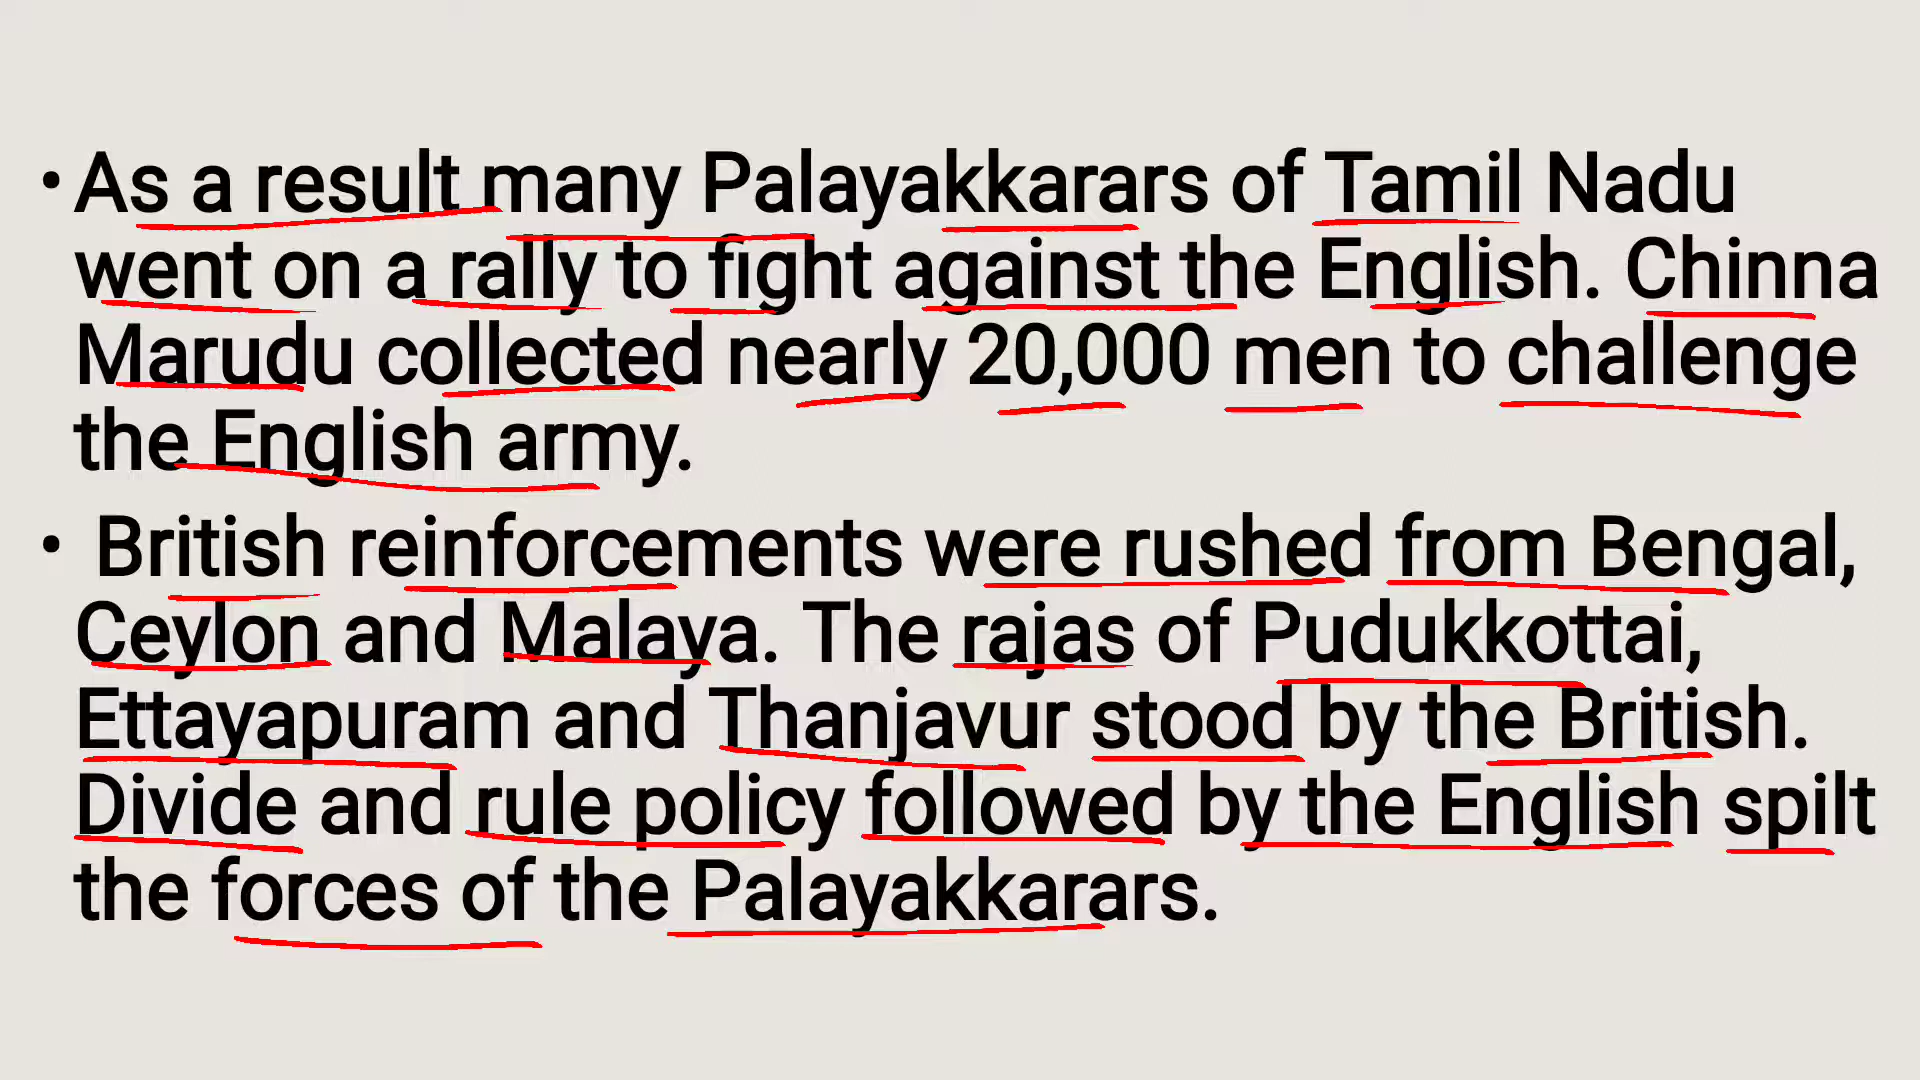 • As a result many Palayakkarars of Tamil Nadu
went on a rally to fight against the English. Chinna
Marudu collected nearly 20,000 men to challenge
the English army.
• British reinforcements were rushed from Bengal,
Ceylon and Malaya. The rajas of Pudukkottai,
Ettayapuram and Thanjavur stood by the British.
Divide and rule policy followed by the English spilt
the forces of the Palayakkarars.